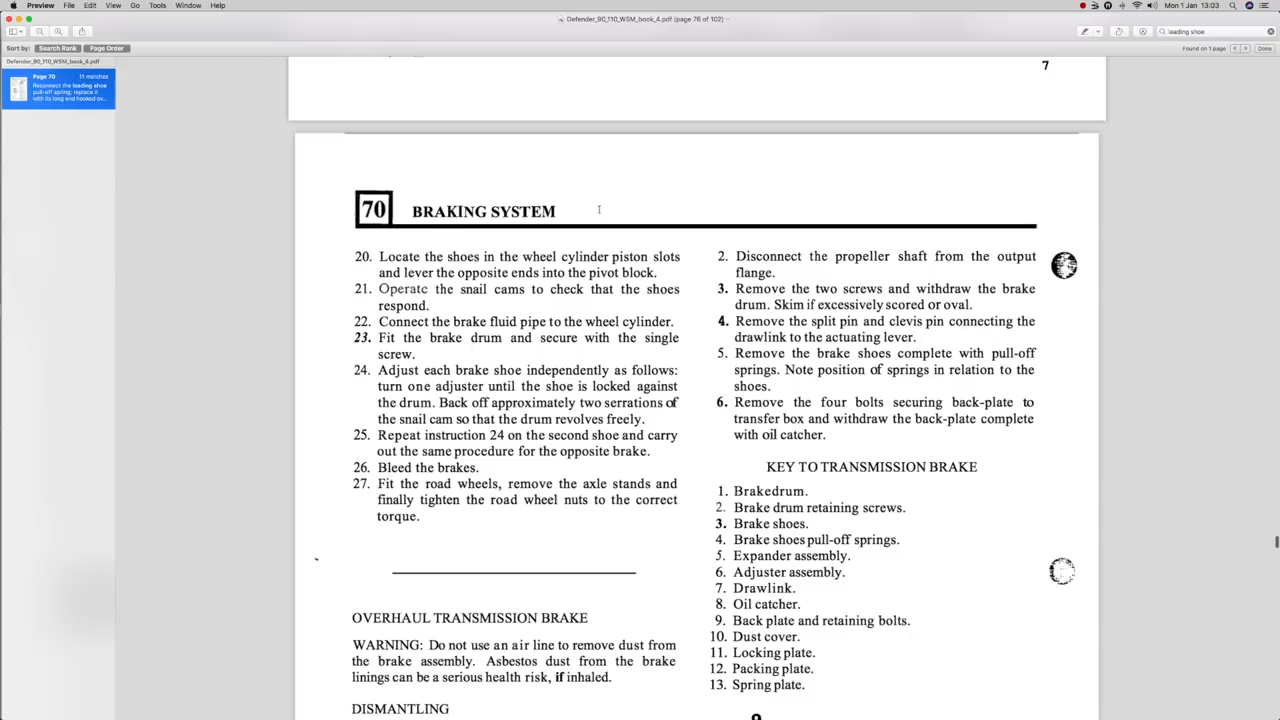 Preview File Edit View Go Tools Window Help
Mon 1 Jan 13:03
Defender_90_110_WSM_book_4.pdf (page 76 of 102)
leading shoe
Sort by: Search Rank Page Order
Found on 1 page
Done
Defender_90_110_WSM_book_4.pdf
Page 70 11 matches
Reconnect the leading shoe
pull-off spring; replace it
with its long end hooked ov...
7
70 BRAKING SYSTEM
20. Locate the shoes in the wheel cylinder piston slots
and lever the opposite ends into the pivot block.
21. Operate the snail cams to check that the shoes
respond.
22. Connect the brake fluid pipe to the wheel cylinder.
23. Fit the brake drum and secure with the single
screw.
24. Adjust each brake shoe independently as follows:
turn one adjuster until the shoe is locked against
the drum. Back off approximately two serrations of
the snail cam so that the drum revolves freely.
25. Repeat instruction 24 on the second shoe and carry
out the same procedure for the opposite brake.
26. Bleed the brakes.
27. Fit the road wheels, remove the axle stands and
finally tighten the road wheel nuts to the correct
torque.
OVERHAUL TRANSMISSION BRAKE
WARNING: Do not use an air line to remove dust from
the brake assembly. Asbestos dust from the brake
linings can be a serious health risk, if inhaled.
DISMANTLING
2. Disconnect the propeller shaft from the output
flange.
3. Remove the two screws and withdraw the brake
drum. Skim if excessively scored or oval.
4. Remove the split pin and clevis pin connecting the
drawlink to the actuating lever.
5. Remove the brake shoes complete with pull-off
springs. Note position of springs in relation to the
shoes.
6. Remove the four bolts securing back-plate to
transfer box and withdraw the back-plate complete
with oil catcher.
KEY TO TRANSMISSION BRAKE
1. Brakedrum.
2. Brake drum retaining screws.
3. Brake shoes.
4. Brake shoes pull-off springs.
5. Expander assembly.
6. Adjuster assembly.
7. Drawlink.
8. Oil catcher.
9. Back plate and retaining bolts.
10. Dust cover.
11. Locking plate.
12. Packing plate.
13. Spring plate.